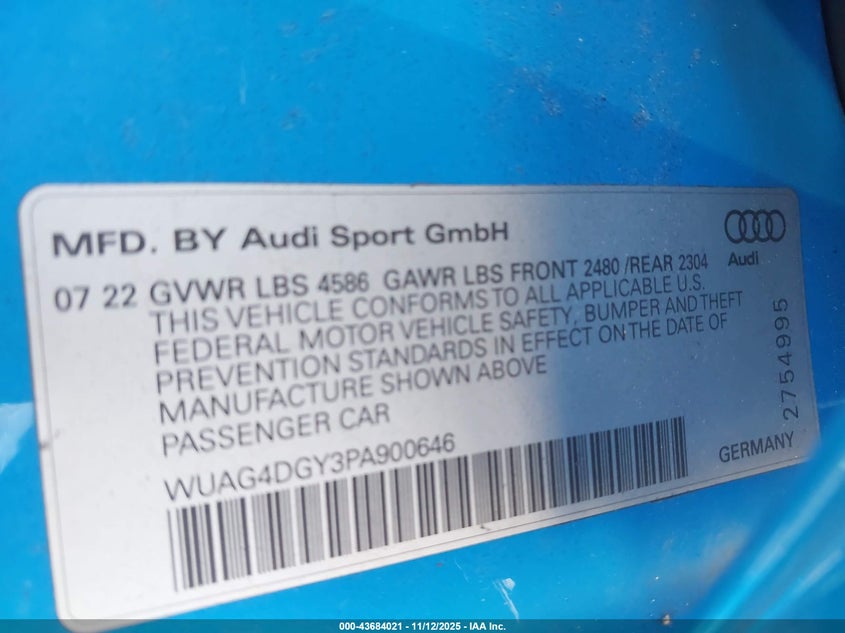 MFD. BY Audi Sport GmbH
Audi
07 22 GVWR LBS 4586 GAWR LBS FRONT 2480 /REAR 2304
THIS VEHICLE CONFORMS TO ALL APPLICABLE U.S.
FEDERAL MOTOR VEHICLE SAFETY, BUMPER AND THEFT
PREVENTION STANDARDS IN EFFECT ON THE DATE OF
MANUFACTURE SHOWN ABOVE
PASSENGER CAR
2754995
WUAG4DGY3PA900646
GERMANY
000-43684021 - 11/12/2025 - IAA Inc.